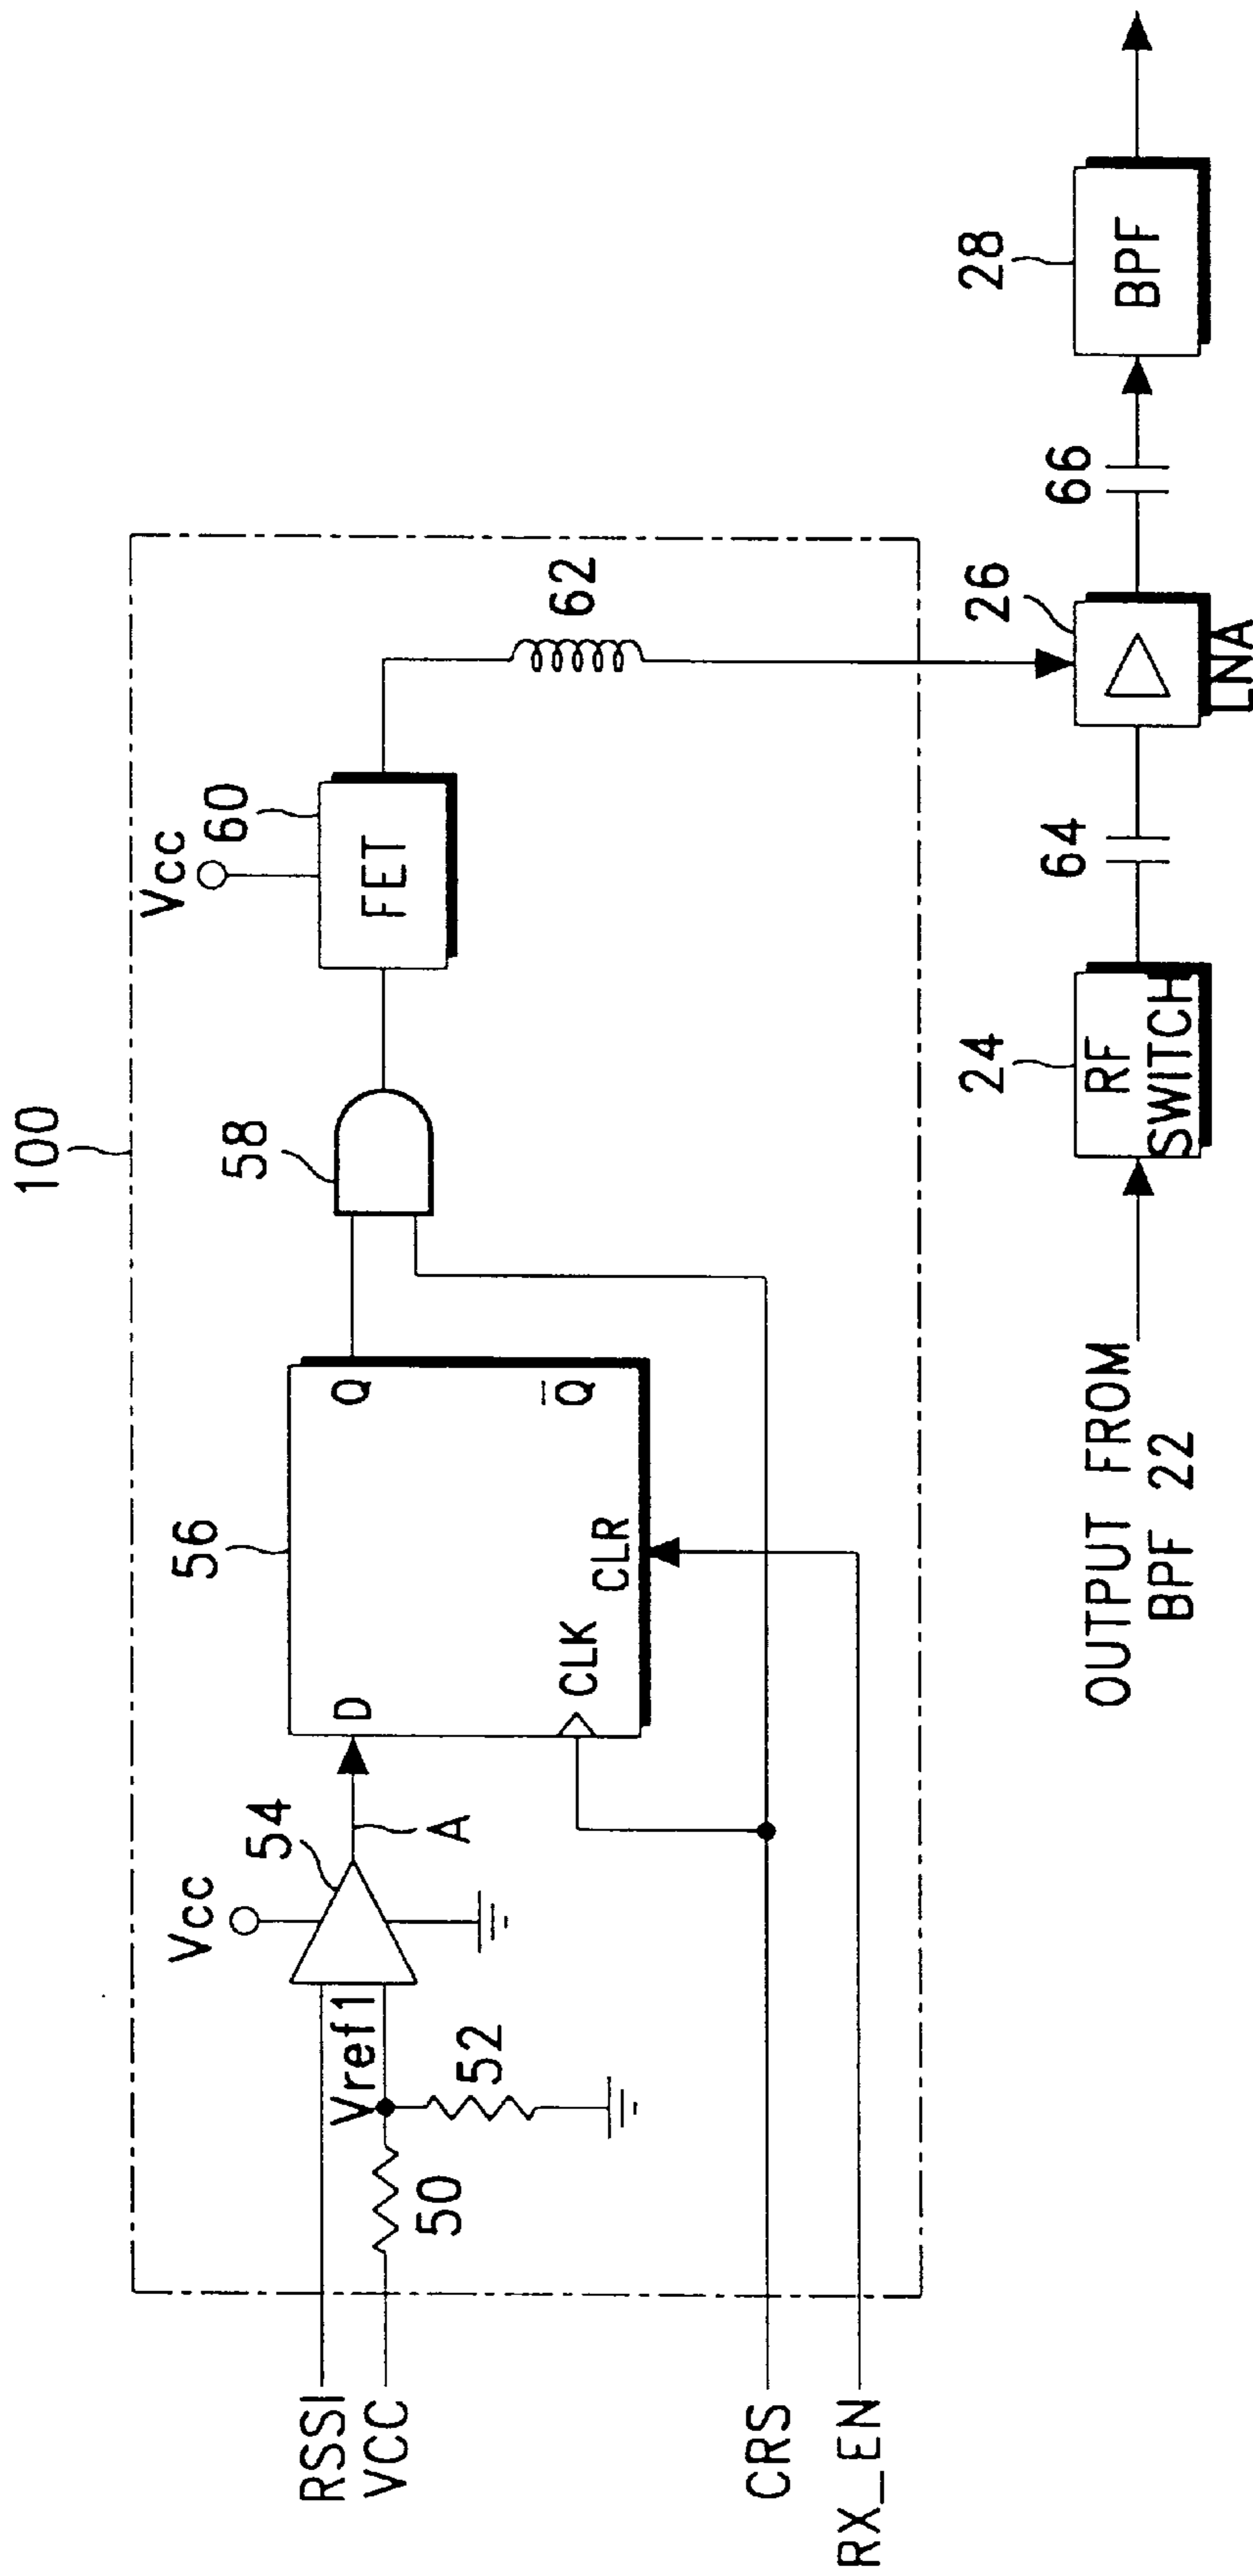 100
Vcc
60
FET
58
62
56
D
Q
Q̅
CLK
CLR
Vcc
54
A
Vref1
52
50
RSSI
VCC
CRS
RX_EN
OUTPUT FROM
BPF 22
24
RF
SWITCH
64
26
LNA
66
28
BPF